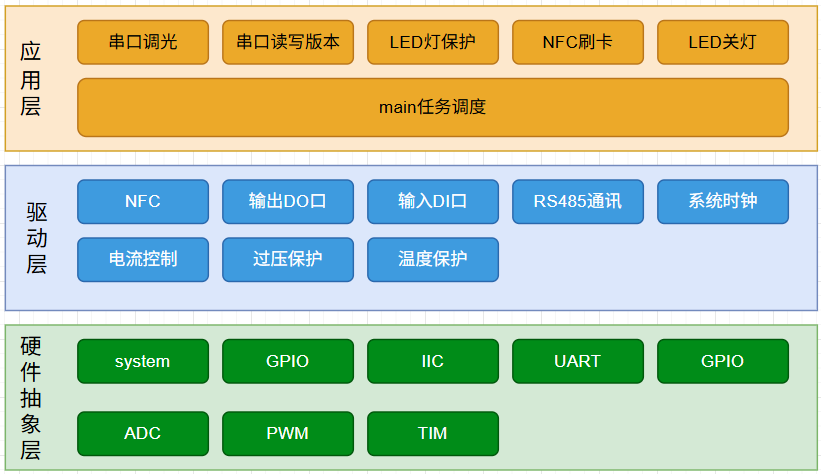 应用层
串口调光
串口读写版本
LED灯保护
NFC刷卡
LED关灯
main任务调度
驱动层
NFC
输出DO口
输入DI口
RS485通讯
系统时钟
电流控制
过压保护
温度保护
硬件抽象层
system
GPIO
IIC
UART
GPIO
ADC
PWM
TIM